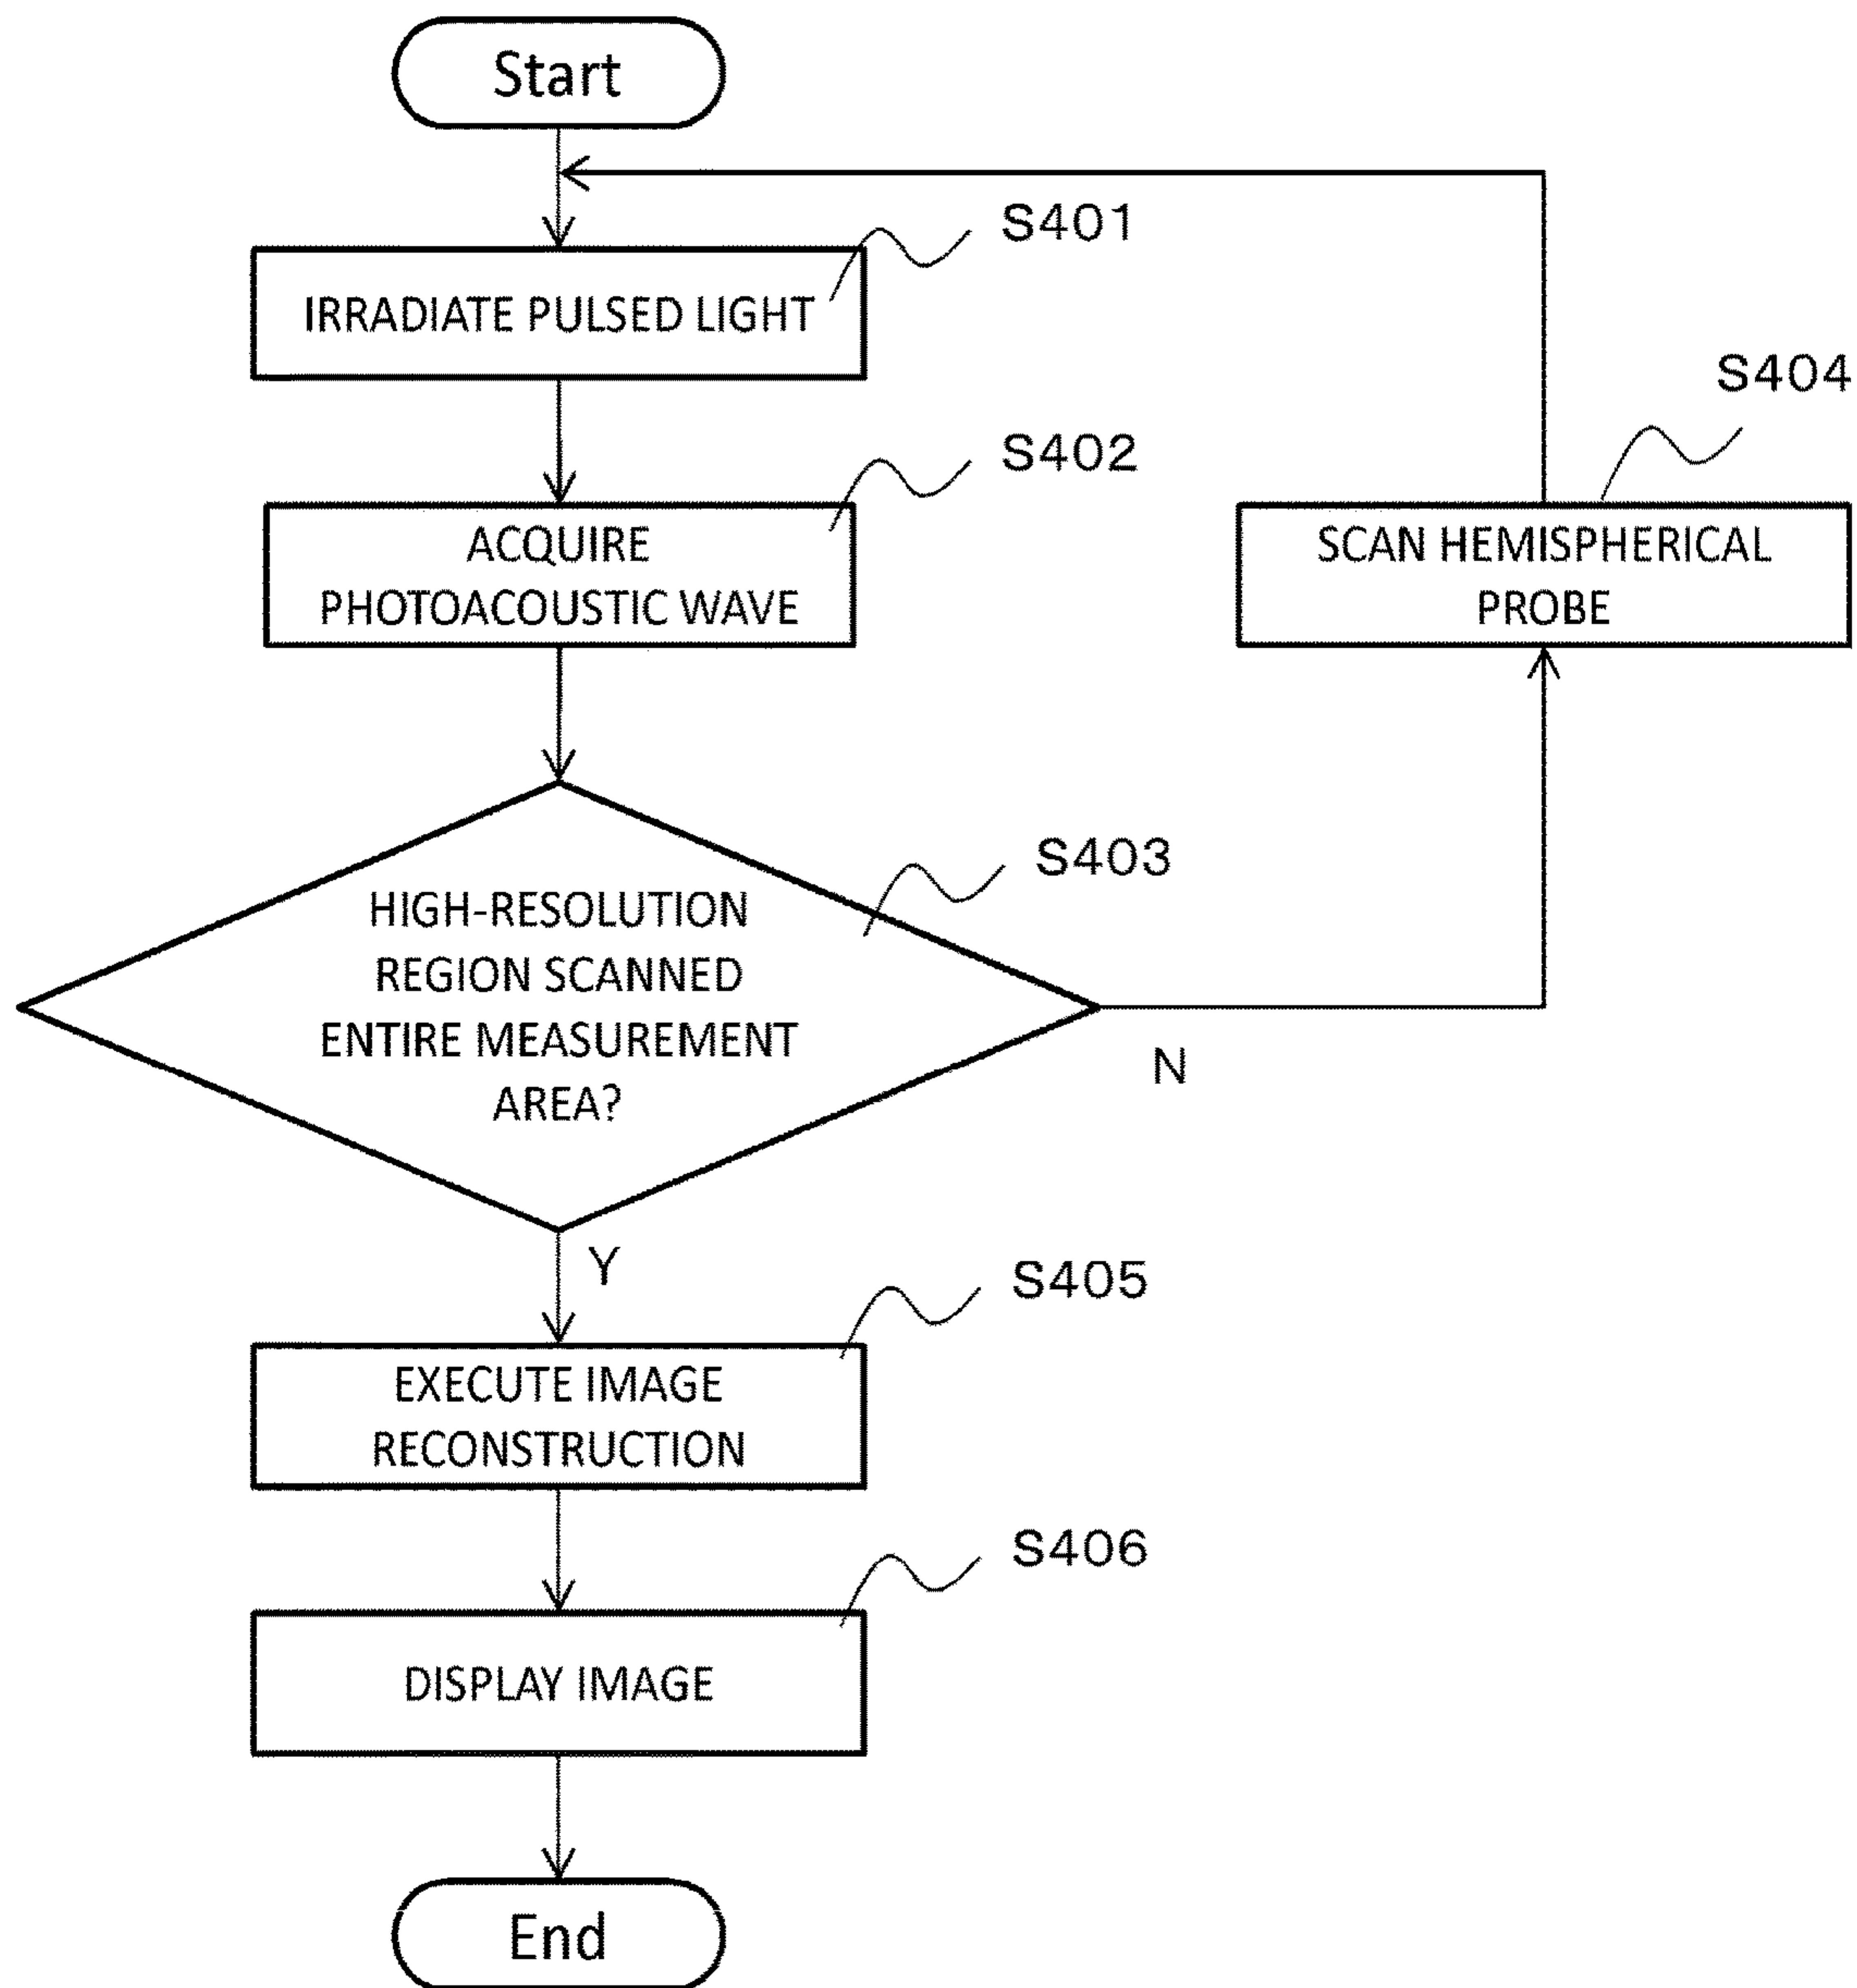 Start
S401
IRRADIATE PULSED LIGHT
S404
S402
ACQUIRE
PHOTOACOUSTIC WAVE
SCAN HEMISPHERICAL
PROBE
S403
HIGH-RESOLUTION
REGION SCANNED
ENTIRE MEASUREMENT
AREA?
N
Y
S405
EXECUTE IMAGE
RECONSTRUCTION
S406
DISPLAY IMAGE
End